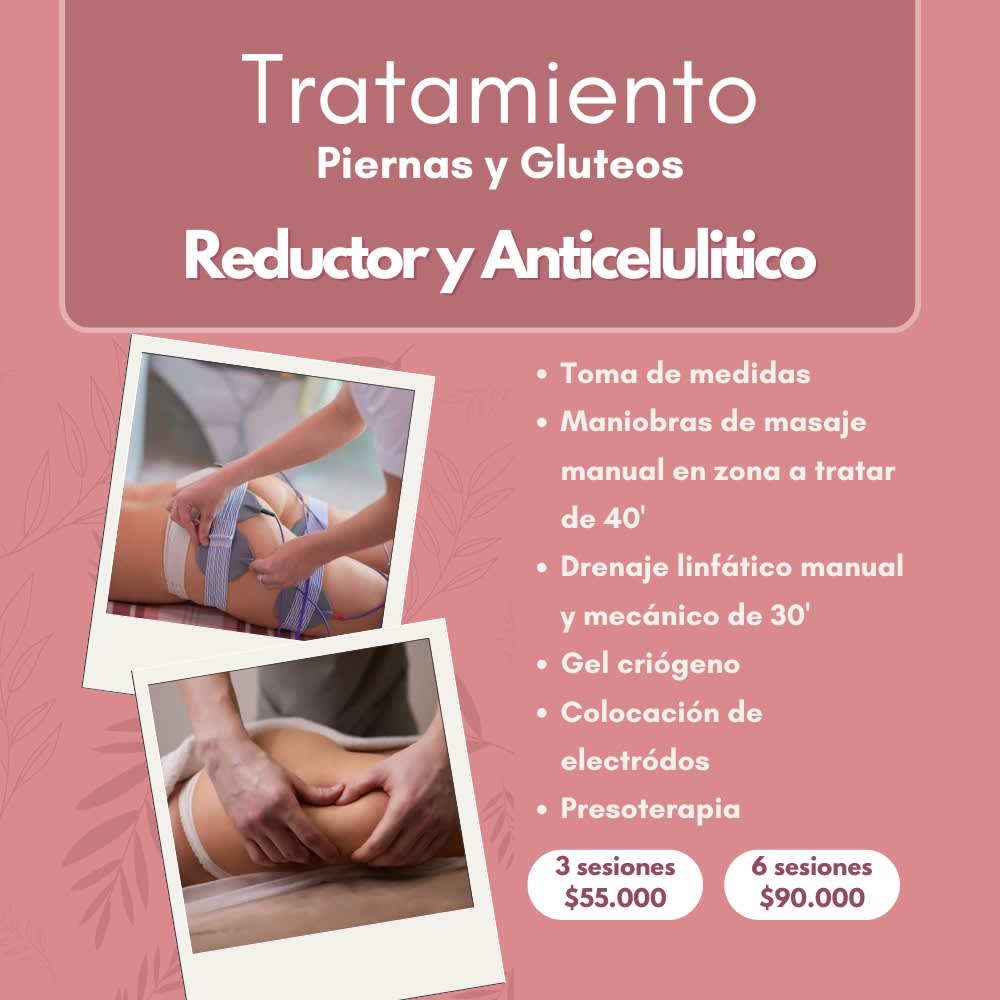 Tratamiento
Piernas y Gluteos
Reductor y Anticelulitico
• Toma de medidas
• Maniobras de masaje
manual en zona a tratar
de 40'
• Drenaje linfático manual
y mecánico de 30'
• Gel criógeno
• Colocación de
electródos
• Presoterapia
3 sesiones
$55.000
6 sesiones
$90.000